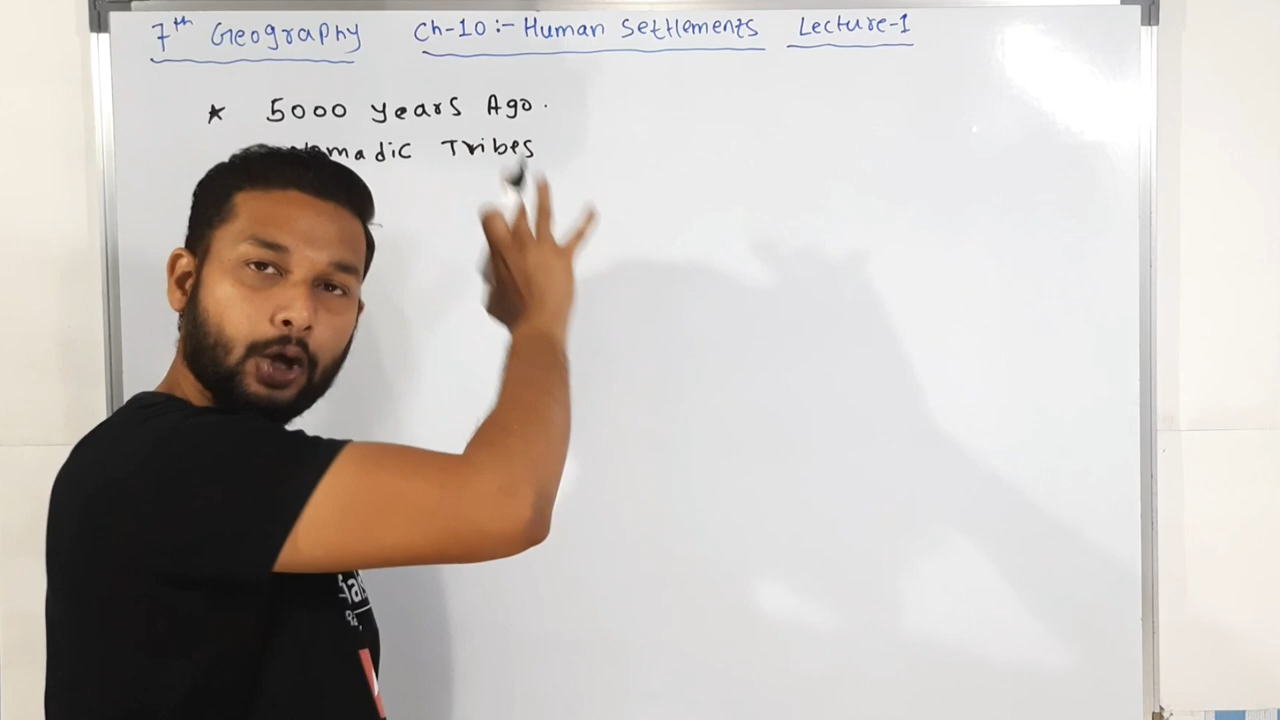 7th Geography Ch-10:- Human Settlements Lecture-1
* 5000 years Ago.
Tribes